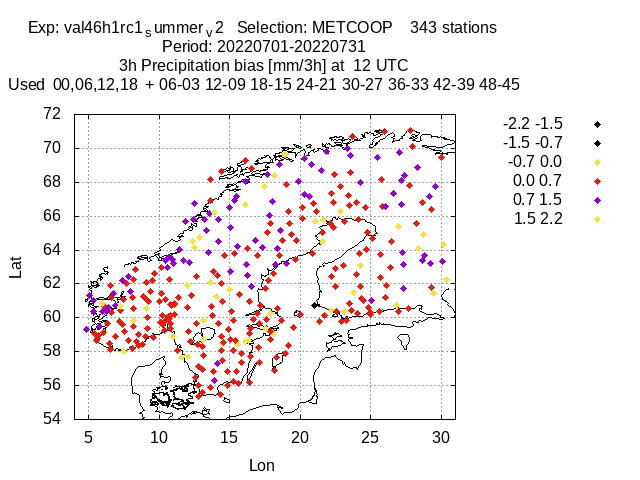 Exp: val46h1rc1summerv2 Selection: METCOOP 343 stations
Period: 20220701-20220731
3h Precipitation bias [mm/3h] at 12 UTC
Used 00,06,12,18 + 06-03 12-09 18-15 24-21 30-27 36-33 42-39 48-45
72
70
68
66
64
62
60
58
56
54
5 10 15 20 25 30
Lat
Lon
-2.2 -1.5
-1.5 -0.7
-0.7 0.0
0.0 0.7
0.7 1.5
1.5 2.2